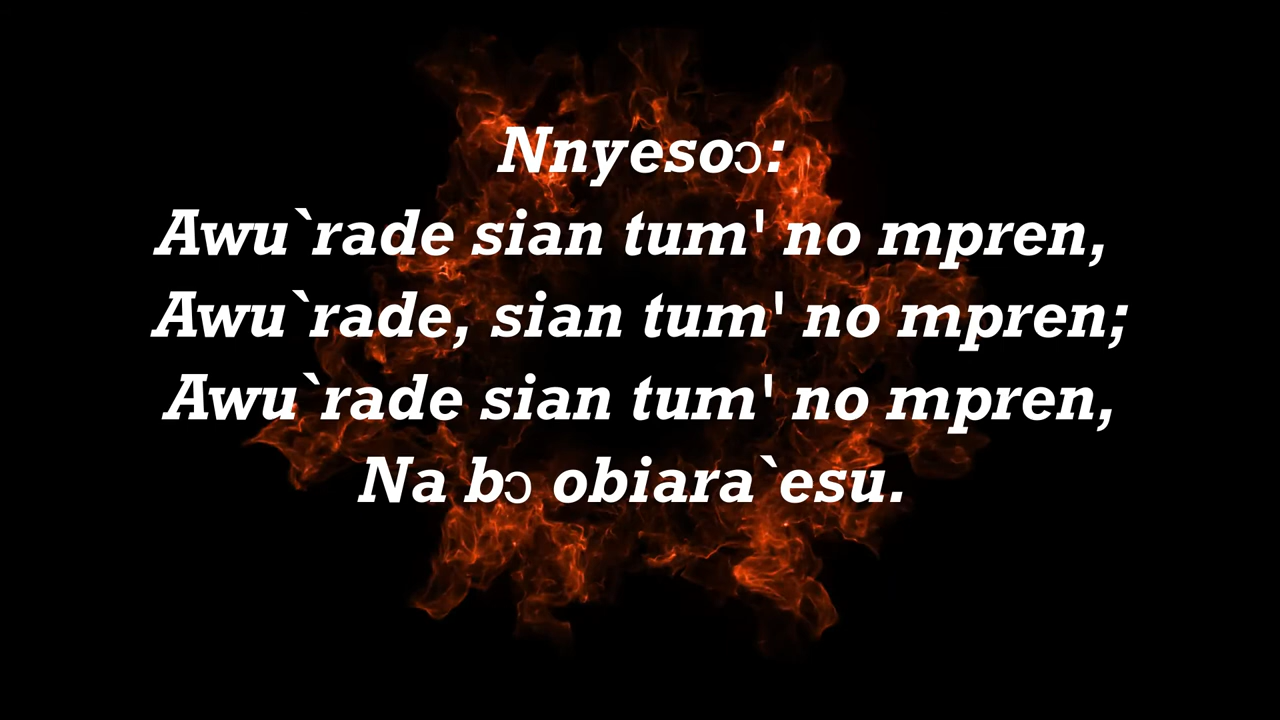 Nnyesoɔ:
Awu`rade sian tum' no mpren,
Awu`rade, sian tum' no mpren;
Awu`rade sian tum' no mpren,
Na bɔ obiara`esu.